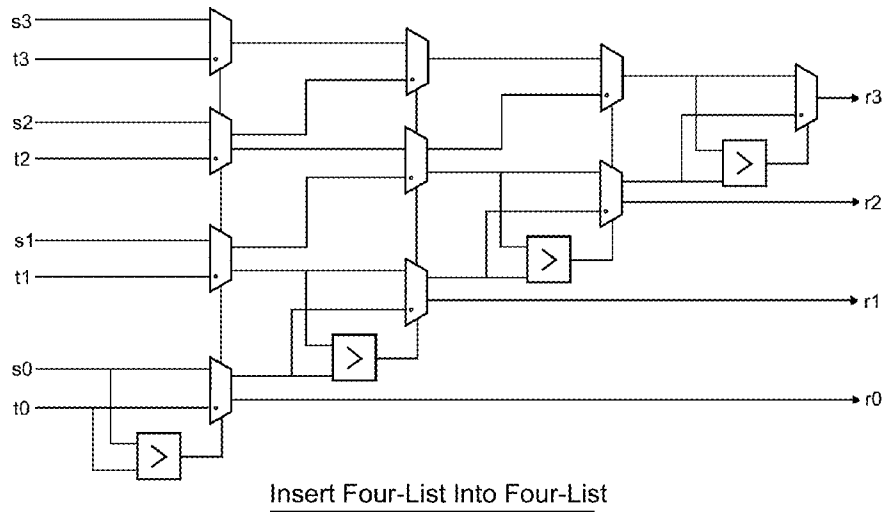 s3
t3
r3
s2
t2
>
r2
s1
t1
>
r1
>
s0
t0
r0
>
Insert Four-List Into Four-List